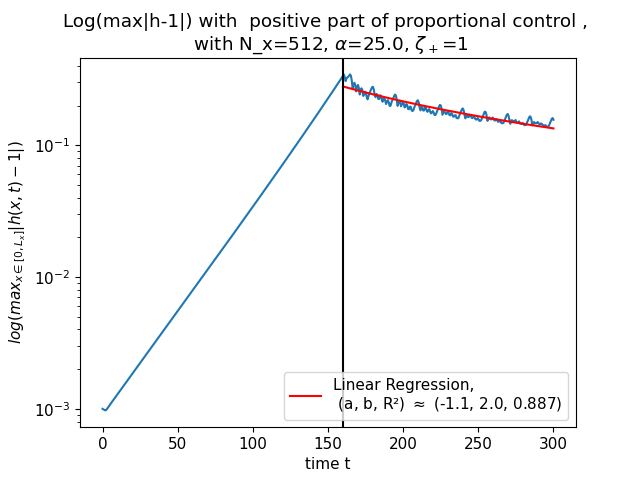 Log(max|h-1|) with  positive part of proportional control ,
with N_x=512, α=25.0, ζ₊=1
log(max_{x∈[0,L_x]}|h(x, t) − 1|)
10⁻¹
10⁻²
10⁻³
Linear Regression,
(a, b, R²) ≈ (-1.1, 2.0, 0.887)
0 50 100 150 200 250 300
time t